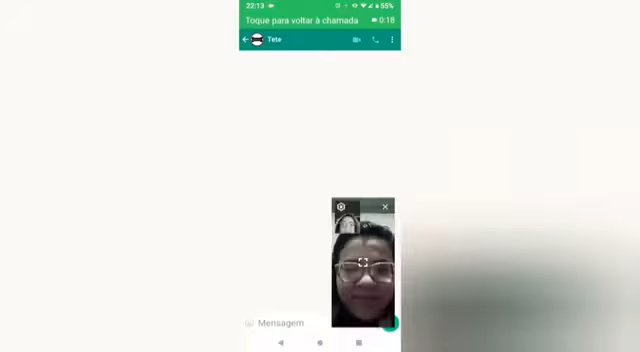 22:13
55%
Toque para voltar à chamada
0:18
Tete
Mensagem